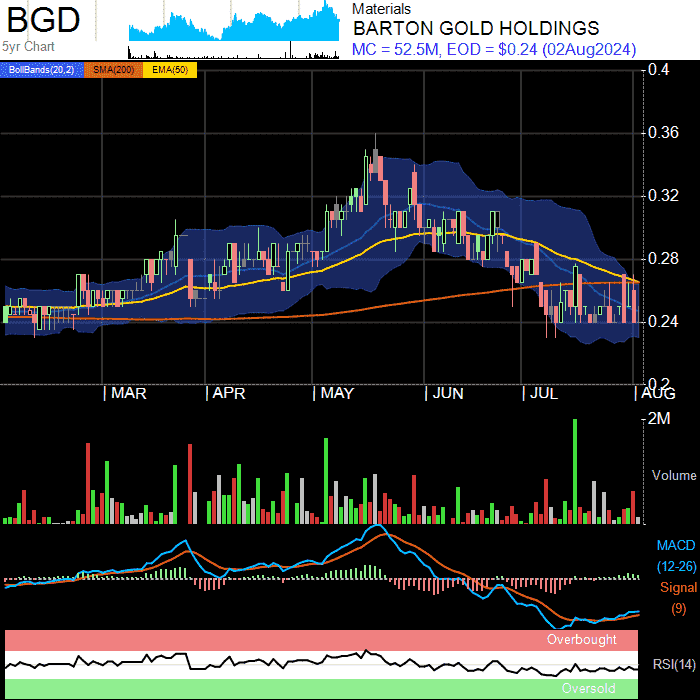 BGD
5yr Chart
Materials
BARTON GOLD HOLDINGS
MC = 52.5M, EOD = $0.24 (02Aug2024)
BollBands(20,2) SMA(200) EMA(50)
0.4
0.36
0.32
0.28
0.24
0.2
MAR APR MAY JUN JUL AUG
2M
Volume
MACD
(12-26)
Signal
(9)
Overbought
RSI(14)
Oversold